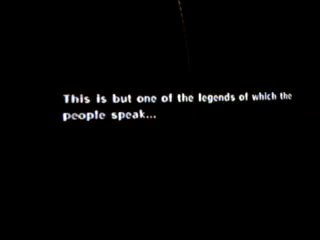 This is but one of the legends of which the
people speak...